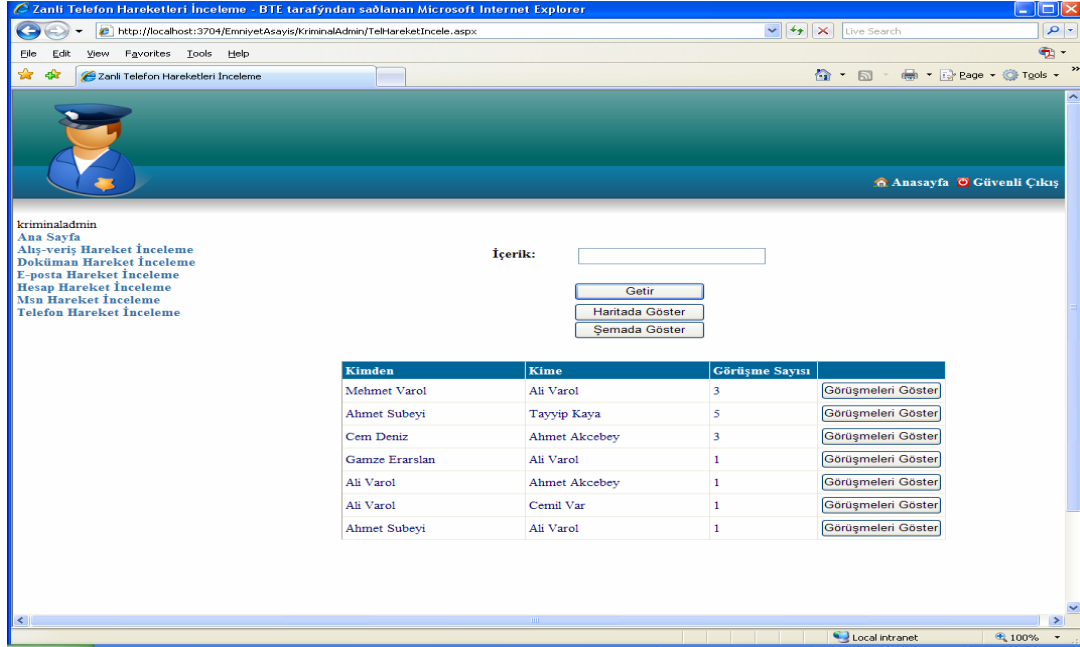 Zanli Telefon Hareketleri İnceleme - BTE tarafýndan saðlanan Microsoft Internet Explorer
http://localhost:3704/EmniyetAsayis/KriminalAdmin/TelHareketIncele.aspx
Live Search
File Edit View Favorites Tools Help
Zanli Telefon Hareketleri İnceleme
Page Tools »
Anasayfa Güvenli Çıkış
kriminaladmin
Ana Sayfa
Alış-veriş Hareket İnceleme
Doküman Hareket İnceleme
E-posta Hareket İnceleme
Hesap Hareket İnceleme
Msn Hareket İnceleme
Telefon Hareket İnceleme
İçerik:
Getir
Haritada Göster
Şemada Göster
Kimden Kime Görüşme Sayısı
Mehmet Varol Ali Varol 3 Görüşmeleri Göster
Ahmet Subeyi Tayyip Kaya 5 Görüşmeleri Göster
Cem Deniz Ahmet Akcebey 3 Görüşmeleri Göster
Gamze Erarslan Ali Varol 1 Görüşmeleri Göster
Ali Varol Ahmet Akcebey 1 Görüşmeleri Göster
Ali Varol Cemil Var 1 Görüşmeleri Göster
Ahmet Subeyi Ali Varol 1 Görüşmeleri Göster
Local intranet 100%